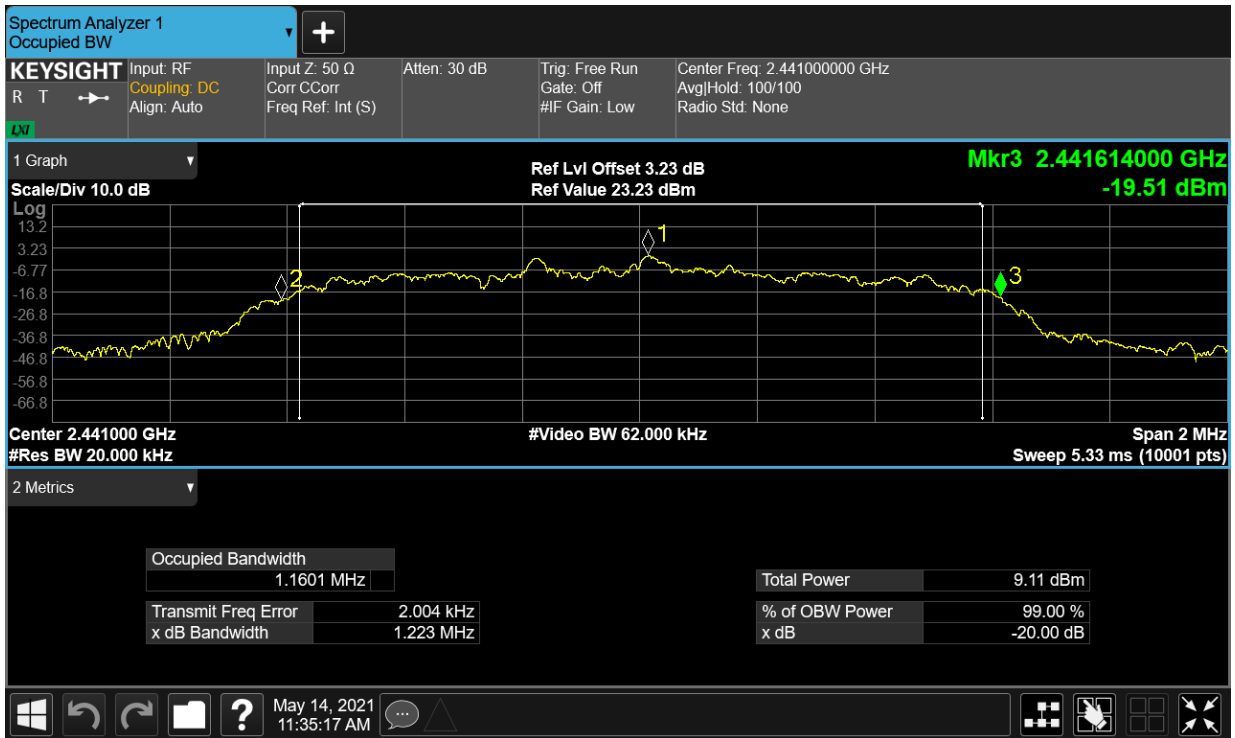 Spectrum Analyzer 1
Occupied BW
+
KEYSIGHT
R T
LXI
Input: RF
Coupling: DC
Align: Auto
Input Z: 50 Ω
Corr CCorr
Freq Ref: Int (S)
Atten: 30 dB
Trig: Free Run
Gate: Off
#IF Gain: Low
Center Freq: 2.441000000 GHz
Avg|Hold: 100/100
Radio Std: None
1 Graph
Scale/Div 10.0 dB
Ref Lvl Offset 3.23 dB
Ref Value 23.23 dBm
Mkr3 2.441614000 GHz
-19.51 dBm
Log
13.2
3.23
-6.77
-16.8
-26.8
-36.8
-46.8
-56.8
-66.8
1
2
3
Center 2.441000 GHz
#Video BW 62.000 kHz
Span 2 MHz
#Res BW 20.000 kHz
Sweep 5.33 ms (10001 pts)
2 Metrics
Occupied Bandwidth
1.1601 MHz
Transmit Freq Error 2.004 kHz
x dB Bandwidth 1.223 MHz
Total Power 9.11 dBm
% of OBW Power 99.00 %
x dB -20.00 dB
?
May 14, 2021
11:35:17 AM